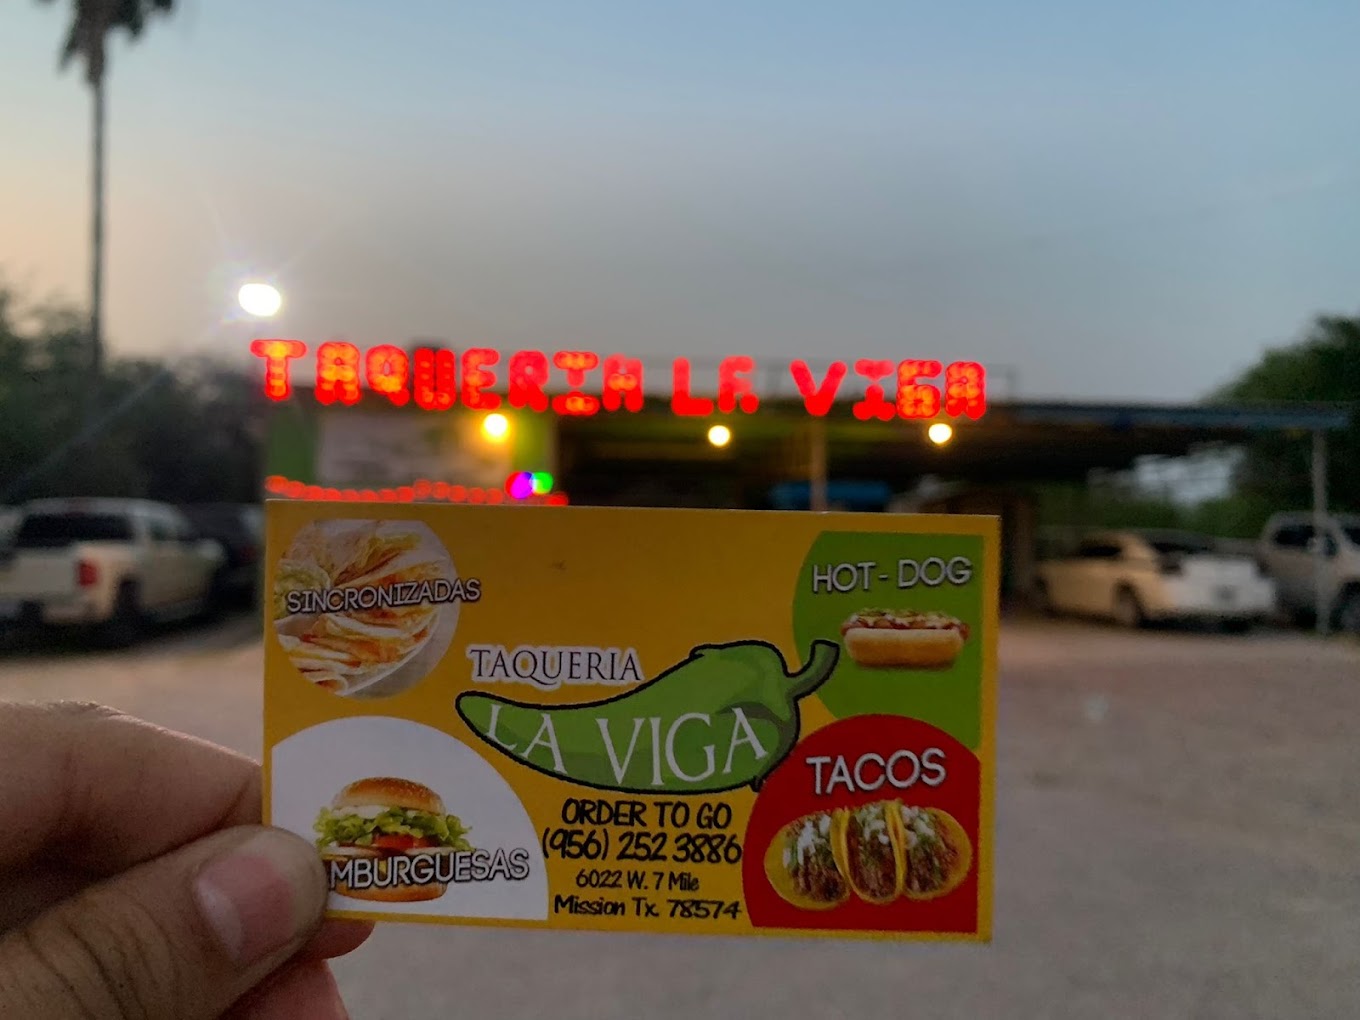 TAQUERIA LA VIGA
SINCRONIZADAS
HOT-DOG
TAQUERIA
LA VIGA
TACOS
MBURGUESAS
ORDER TO GO
(956) 252 3886
6022 W. 7 Mile
Mission Tx. 78574